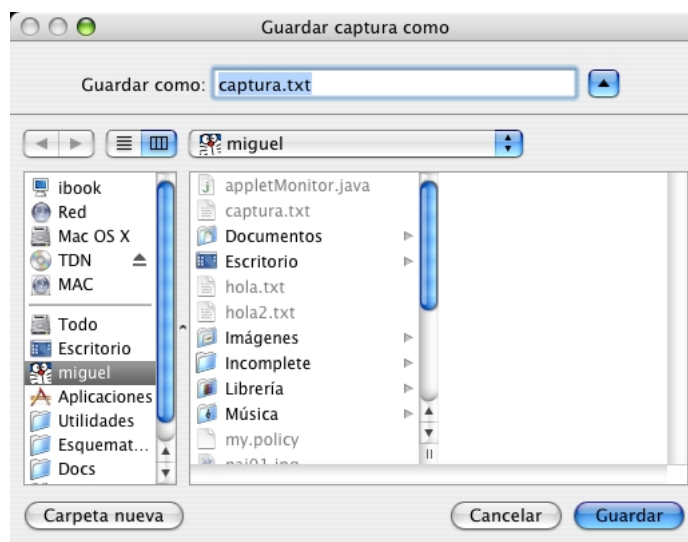 Guardar captura como
Guardar como: captura.txt
miguel
ibook
Red
Mac OS X
TDN
MAC
Todo
Escritorio
miguel
Aplicaciones
Utilidades
Esquemat...
Docs
appletMonitor.java
captura.txt
Documentos
Escritorio
hola.txt
hola2.txt
Imágenes
Incomplete
Librería
Música
my.policy
Carpeta nueva
Cancelar
Guardar